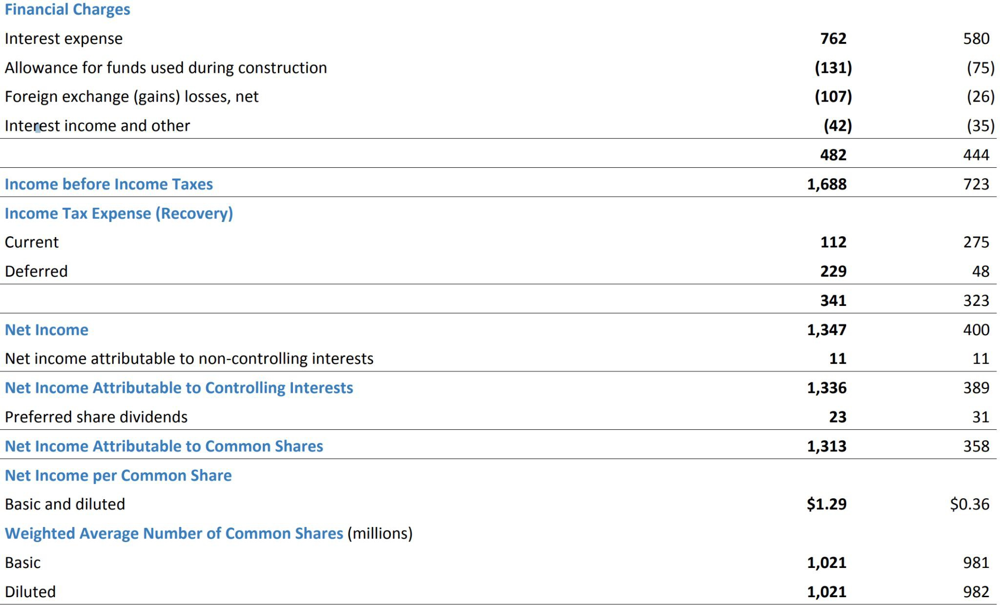 Financial Charges
Interest expense 762 580
Allowance for funds used during construction (131) (75)
Foreign exchange (gains) losses, net (107) (26)
Interest income and other (42) (35)
482 444
Income before Income Taxes 1,688 723
Income Tax Expense (Recovery)
Current 112 275
Deferred 229 48
341 323
Net Income 1,347 400
Net income attributable to non-controlling interests 11 11
Net Income Attributable to Controlling Interests 1,336 389
Preferred share dividends 23 31
Net Income Attributable to Common Shares 1,313 358
Net Income per Common Share
Basic and diluted $1.29 $0.36
Weighted Average Number of Common Shares (millions)
Basic 1,021 981
Diluted 1,021 982